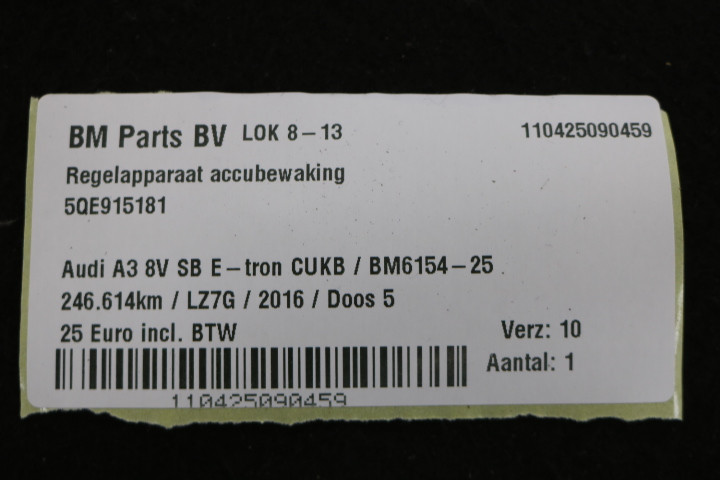 BM Parts BV LOK 8-13 110425090459
Regelapparaat accubewaking
5QE915181
Audi A3 8V SB E-tron CUKB / BM6154-25
246.614km / LZ7G / 2016 / Doos 5
25 Euro incl. BTW Verz: 10
Aantal: 1
110425090459